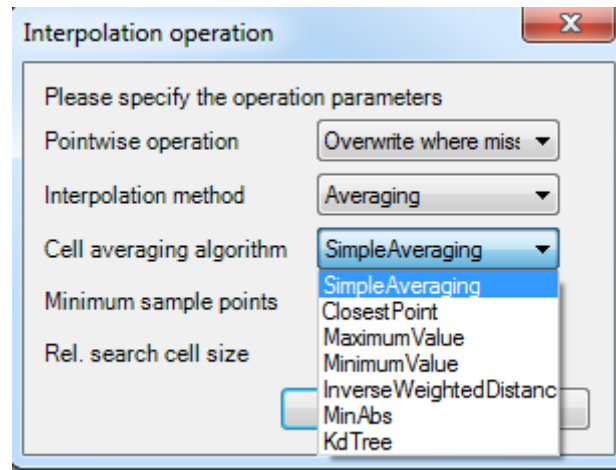 Interpolation operation
Please specify the operation parameters
Pointwise operation
Overwrite where miss
Interpolation method
Averaging
Cell averaging algorithm
SimpleAveraging
SimpleAveraging
ClosestPoint
MaximumValue
MinimumValue
InverseWeightedDistanc
MinAbs
KdTree
Minimum sample points
Rel. search cell size